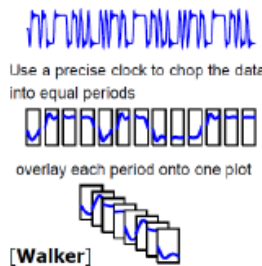 Use a precise clock to chop the data
into equal periods
overlay each period onto one plot
[Walker]